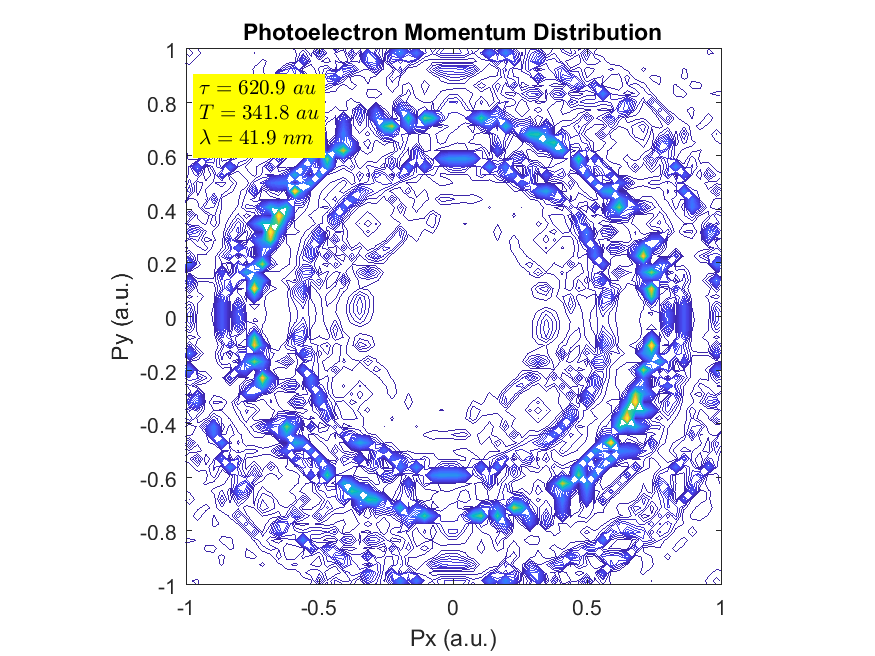 Photoelectron Momentum Distribution
τ = 620.9 au
T = 341.8 au
λ = 41.9 nm
1
0.8
0.6
0.4
0.2
0
-0.2
-0.4
-0.6
-0.8
-1
Py (a.u.)
-1 -0.5 0 0.5 1
Px (a.u.)